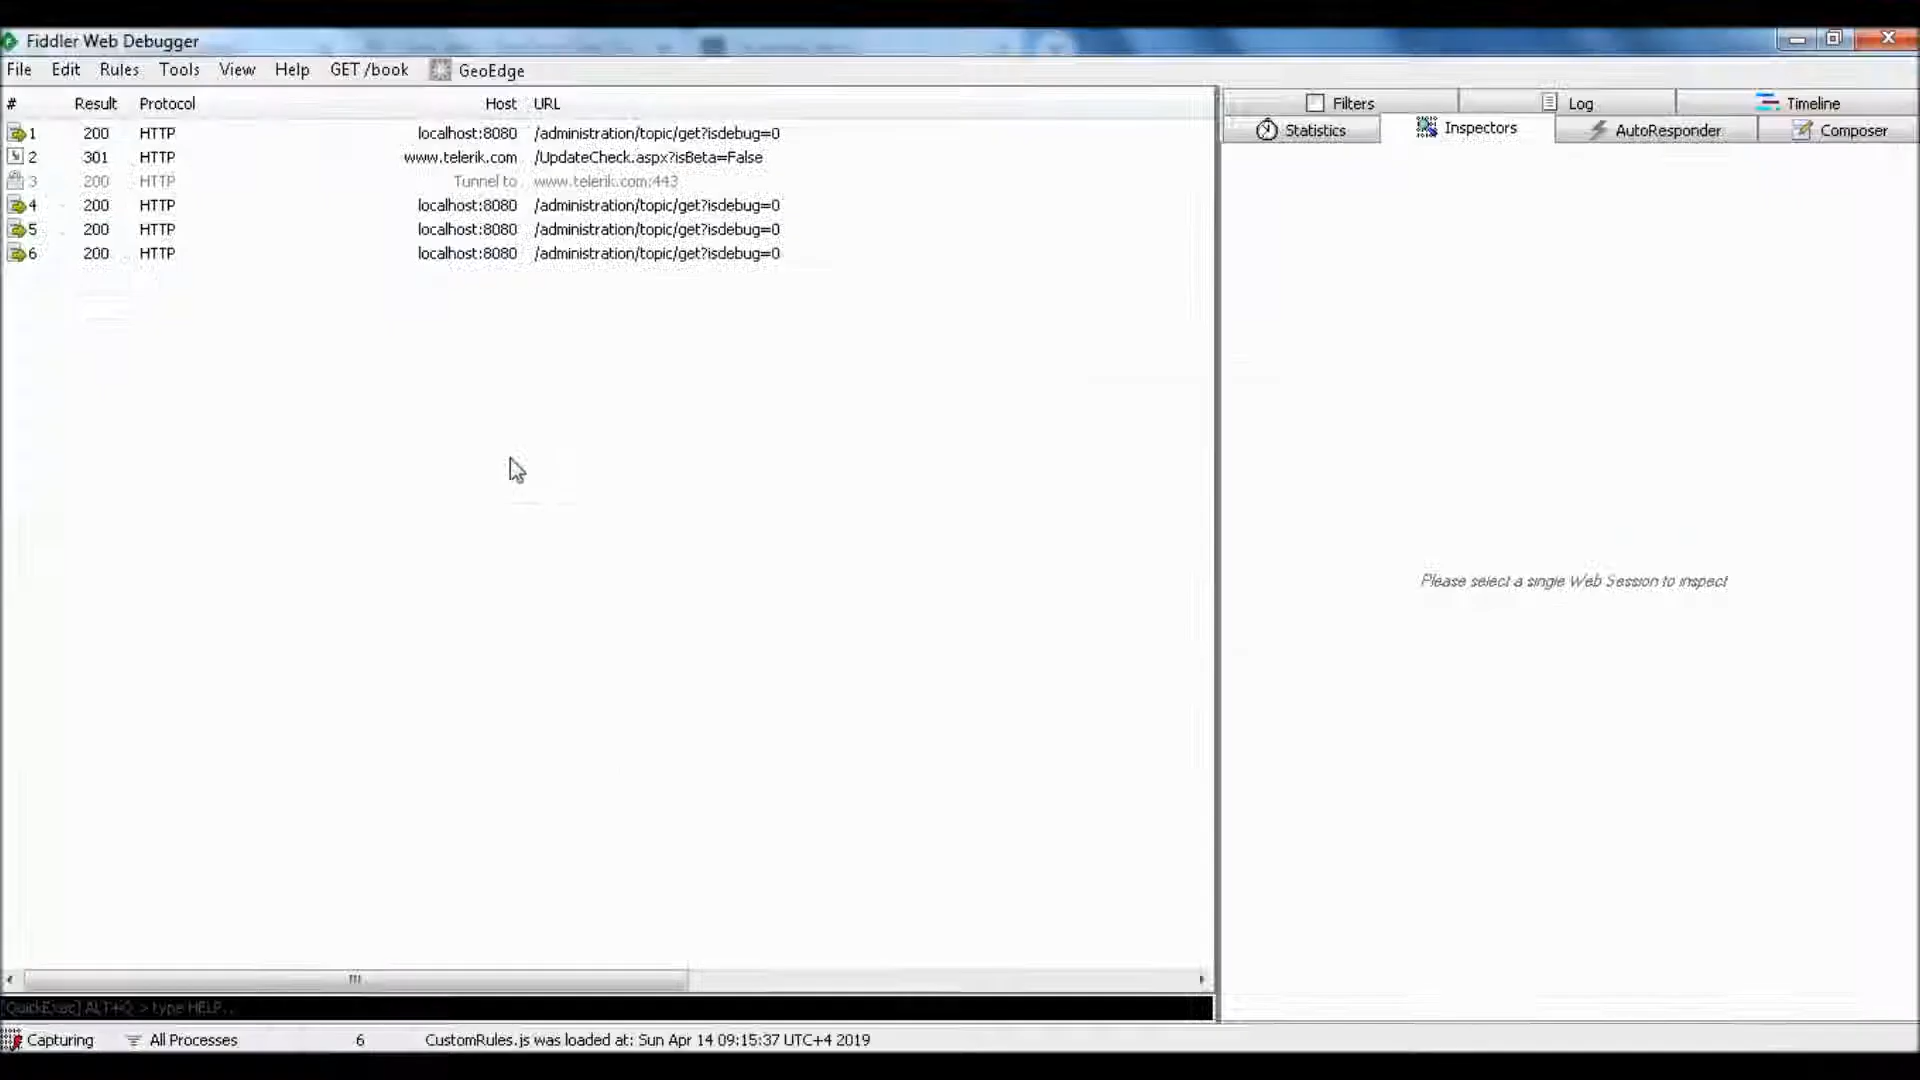 Fiddler Web Debugger
File Edit Rules Tools View Help GET /book GeoEdge
# Result Protocol Host URL
1 200 HTTP localhost:8080 /administration/topic/get?isdebug=0
2 301 HTTP www.telerik.com /UpdateCheck.aspx?isBeta=False
3 200 HTTP Tunnel to www.telerik.com:443
4 200 HTTP localhost:8080 /administration/topic/get?isdebug=0
5 200 HTTP localhost:8080 /administration/topic/get?isdebug=0
6 200 HTTP localhost:8080 /administration/topic/get?isdebug=0
Filters Log Timeline
Statistics Inspectors AutoResponder Composer
Please select a single Web Session to inspect
[QuickExec] ALT+Q > type HELP...
Capturing All Processes 6 CustomRules.js was loaded at: Sun Apr 14 09:15:37 UTC+4 2019